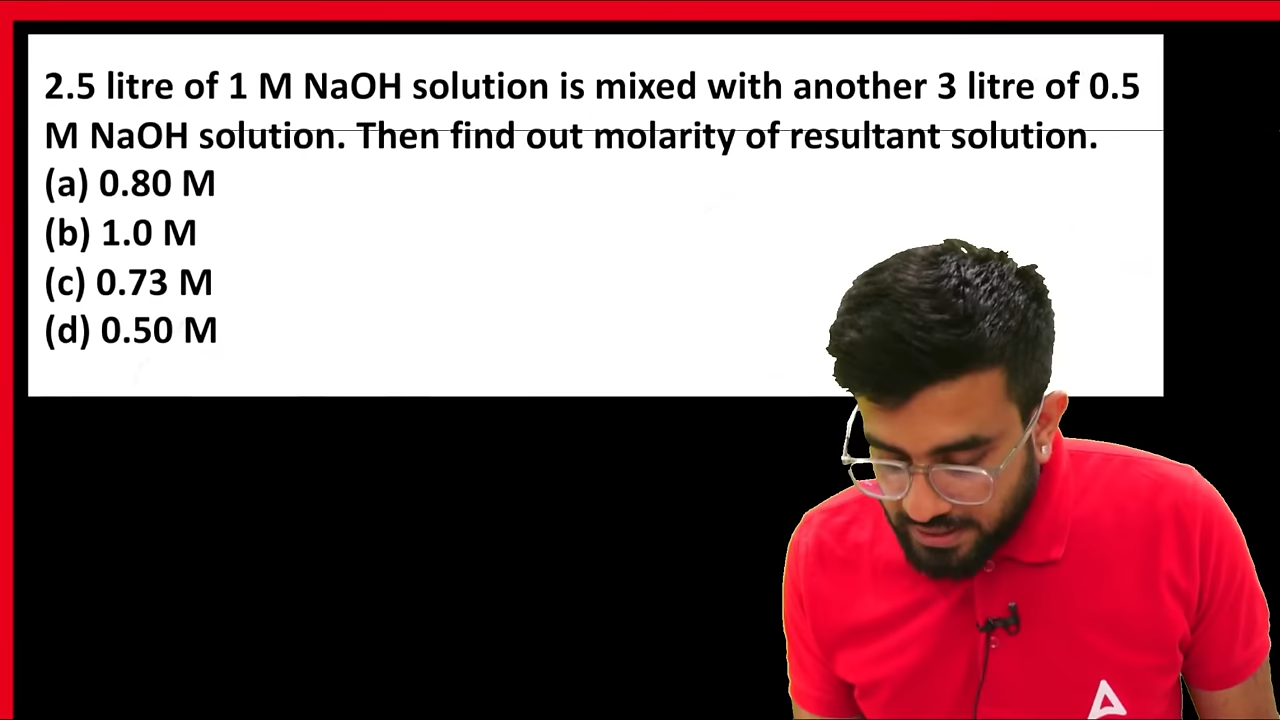 2.5 litre of 1 M NaOH solution is mixed with another 3 litre of 0.5
M NaOH solution. Then find out molarity of resultant solution.
(a) 0.80 M
(b) 1.0 M
(c) 0.73 M
(d) 0.50 M